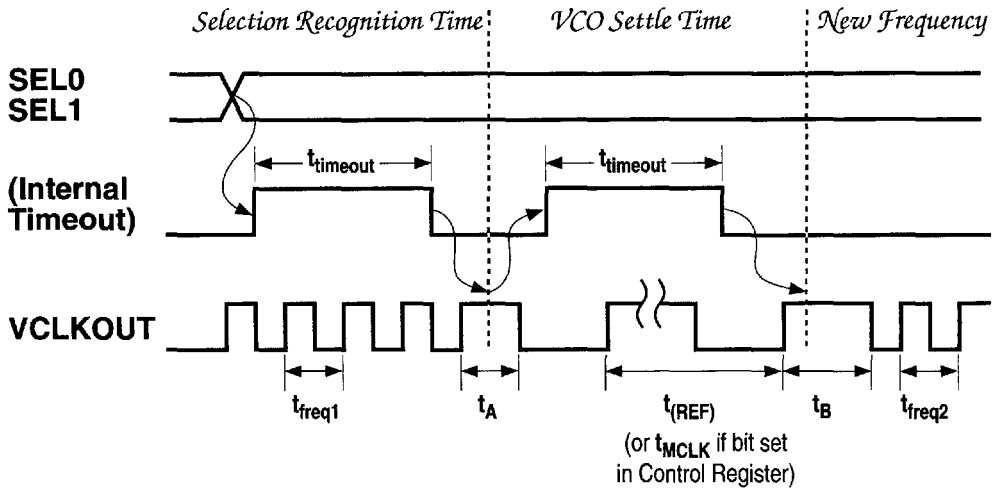 Selection Recognition Time VCO Settle Time New Frequency
SEL0
SEL1
t_timeout t_timeout
(Internal
Timeout)
VCLKOUT
t_freq1 t_A t_(REF) t_B t_freq2
(or t_MCLK if bit set
in Control Register)